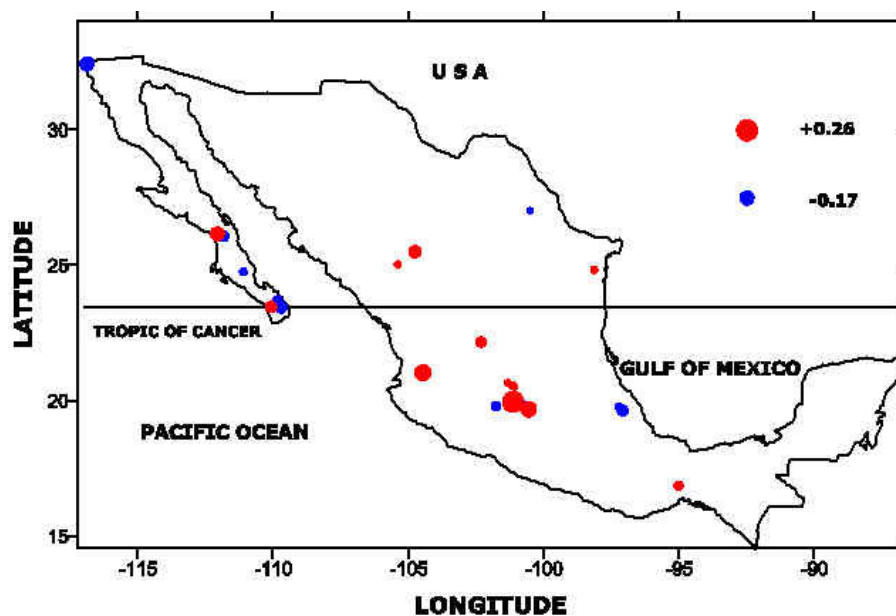 U S A
+0.26
30
-0.17
25
LATITUDE
TROPIC OF CANCER
GULF OF MEXICO
20
PACIFIC OCEAN
15
-115 -110 -105 -100 -95 -90
LONGITUDE